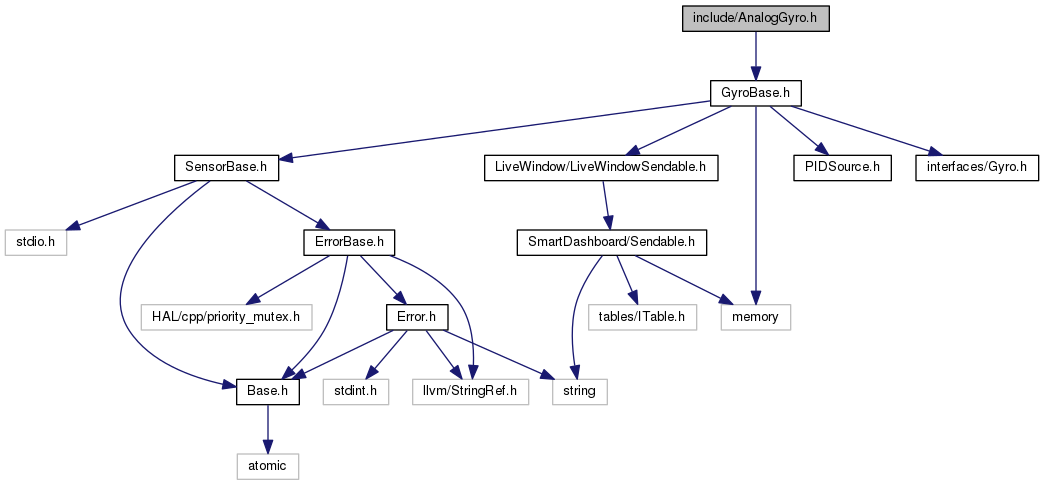 include/AnalogGyro.h
GyroBase.h
SensorBase.h
LiveWindow/LiveWindowSendable.h
PIDSource.h
interfaces/Gyro.h
stdio.h
ErrorBase.h
SmartDashboard/Sendable.h
HAL/cpp/priority_mutex.h
Error.h
tables/ITable.h
memory
Base.h
stdint.h
llvm/StringRef.h
string
atomic